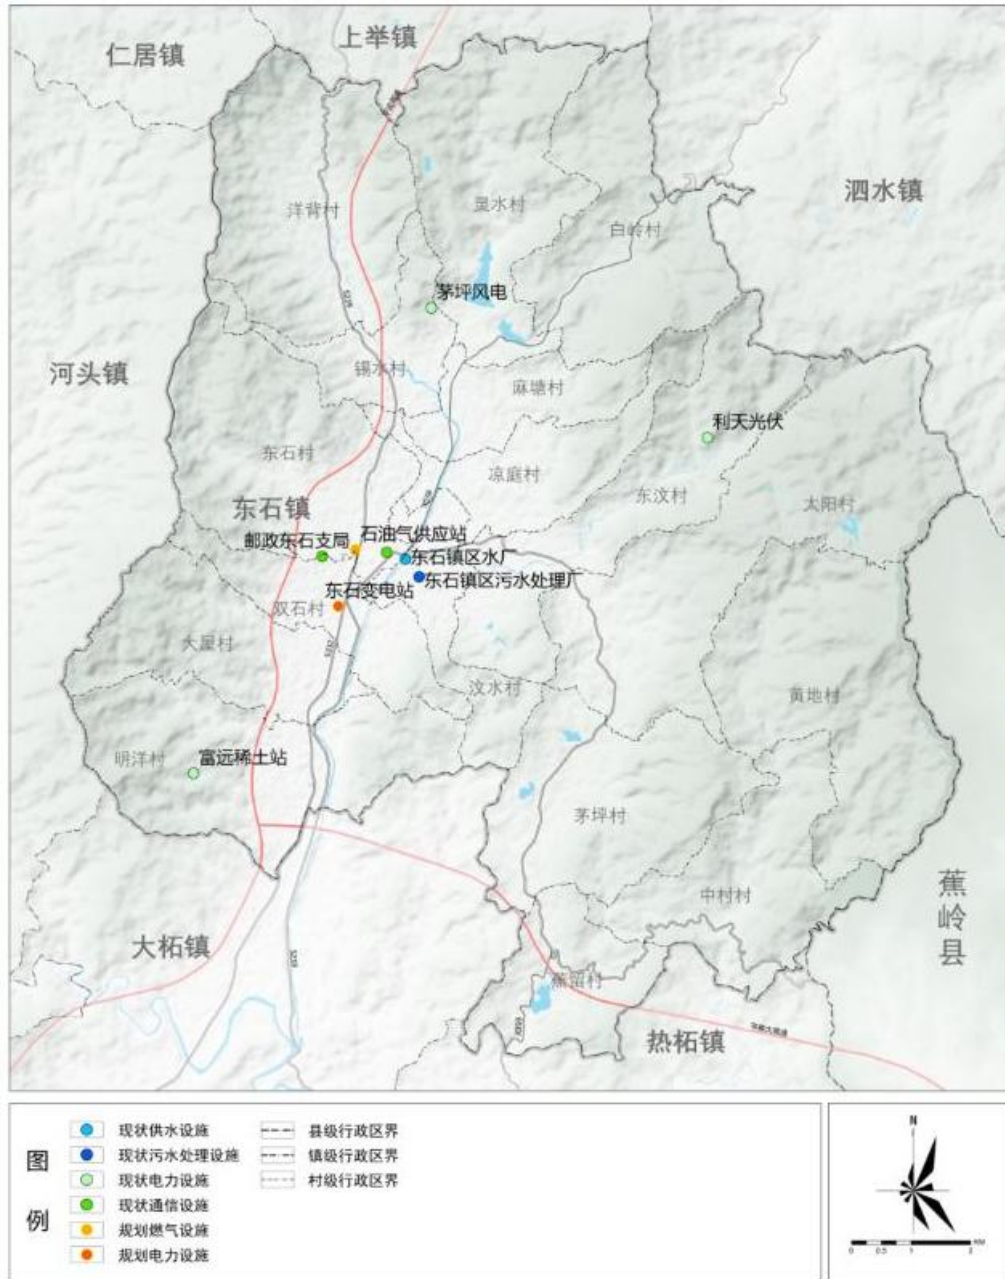 仁居镇
上举镇
泗水镇
洋背村
炅水村
白岭村
茅坪风电
河头镇
锡水村
麻塘村
利天光伏
东石村
凉庭村
东汶村
太阳村
东石镇
邮政东石支局
石油气供应站
东石镇区水厂
东石镇区污水处理厂
东石变电站
双石村
大屋村
汶水村
黄地村
明洋村
富远稀土站
茅坪村
中村村
蕉岭县
大柘镇
热柘镇
图例
现状供水设施
现状污水处理设施
现状电力设施
现状通信设施
规划燃气设施
规划电力设施
县级行政区界
镇级行政区界
村级行政区界
N
0 0.5 1 2 KM